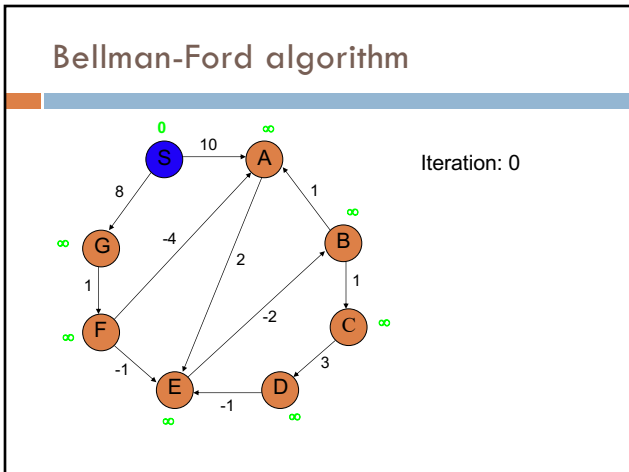 Bellman-Ford algorithm
0
∞
10
S
A
Iteration: 0
8
1
∞
-4
B
∞
G
2
1
1
-2
C
∞
F
∞
3
-1
E
D
-1
∞
∞